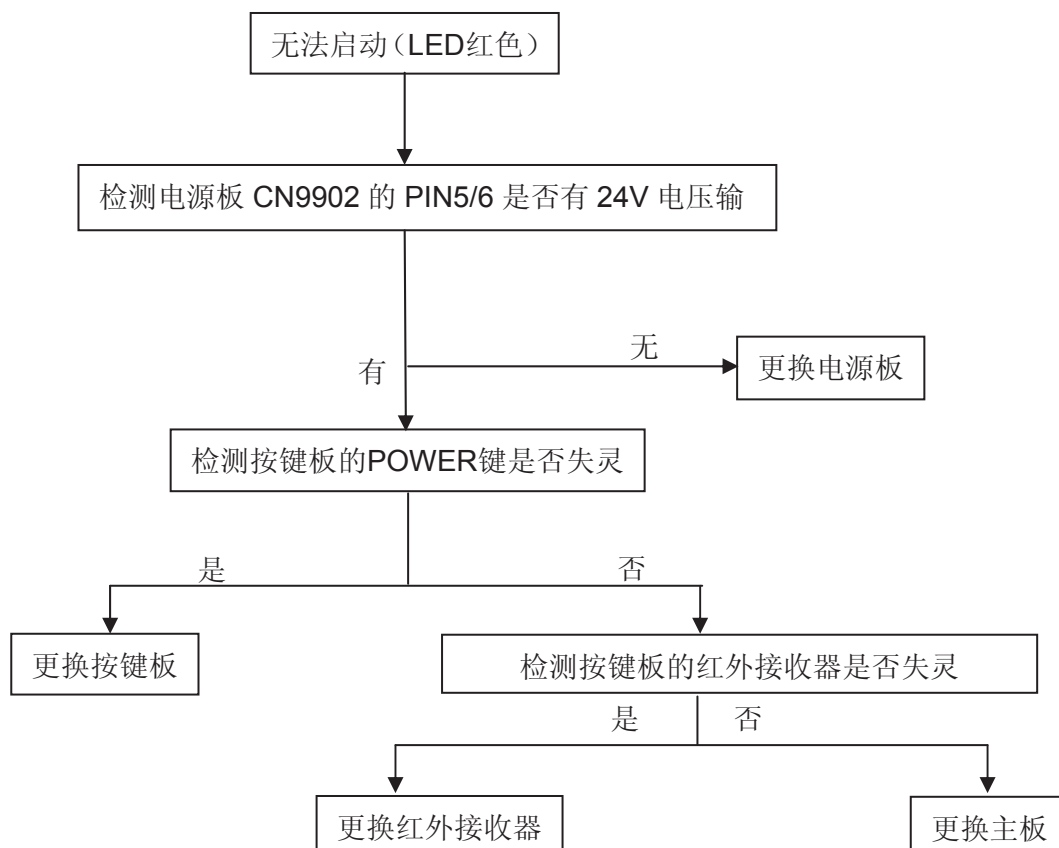 无法启动(LED红色)
检测电源板 CN9902 的 PIN5/6 是否有 24V 电压输
无
有
更换电源板
检测按键板的POWER键是否失灵
是
否
更换按键板
检测按键板的红外接收器是否失灵
是
否
更换红外接收器
更换主板